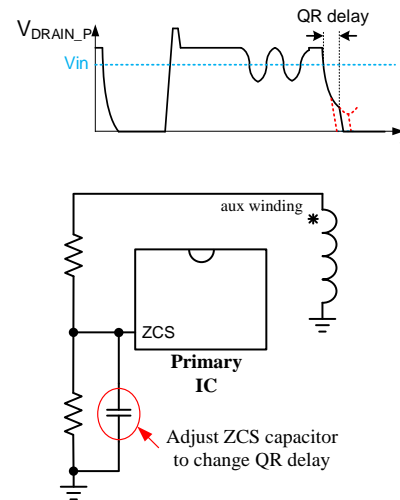 QR delay
VDRAIN_P
Vin
aux winding
*
ZCS
Primary
IC
Adjust ZCS capacitor
to change QR delay